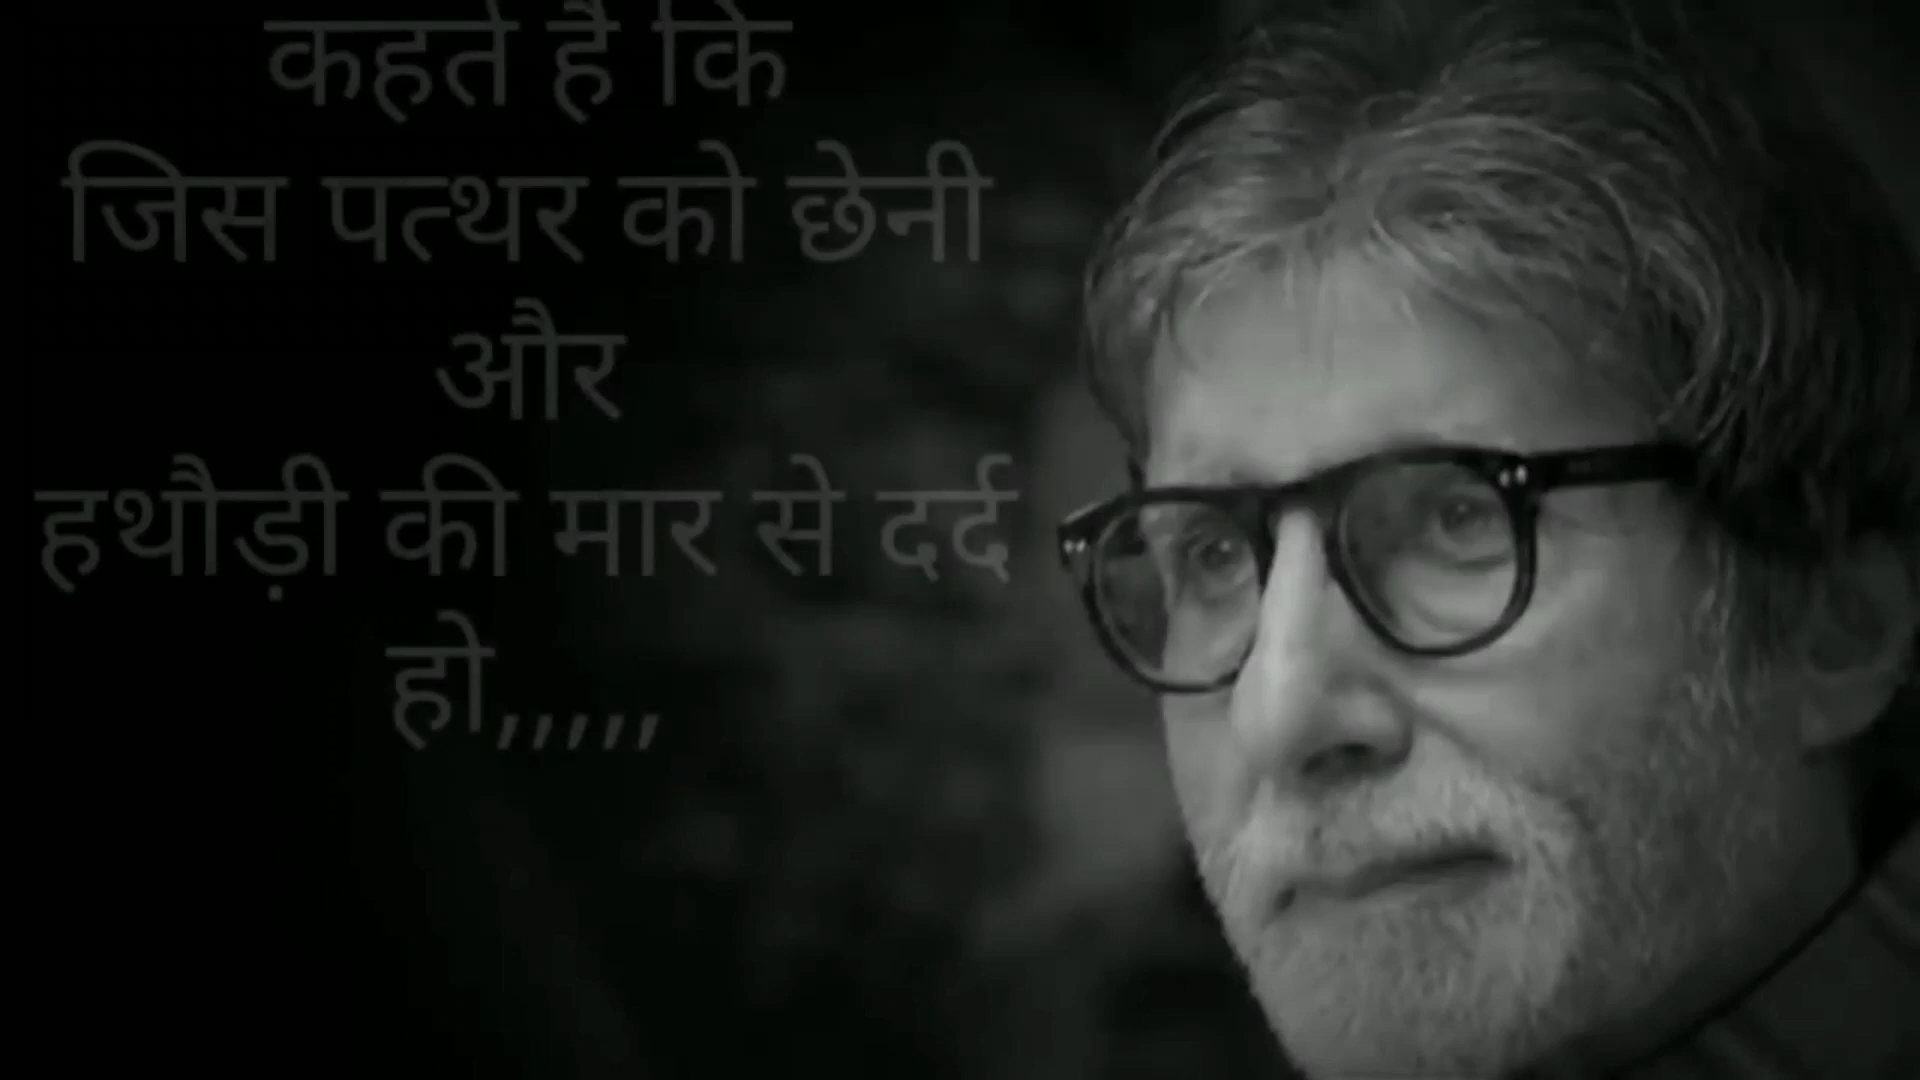 कहते है कि
जिस पत्थर को छेनी
और
हथौड़ी की मार से दर्द
हो,,,,,